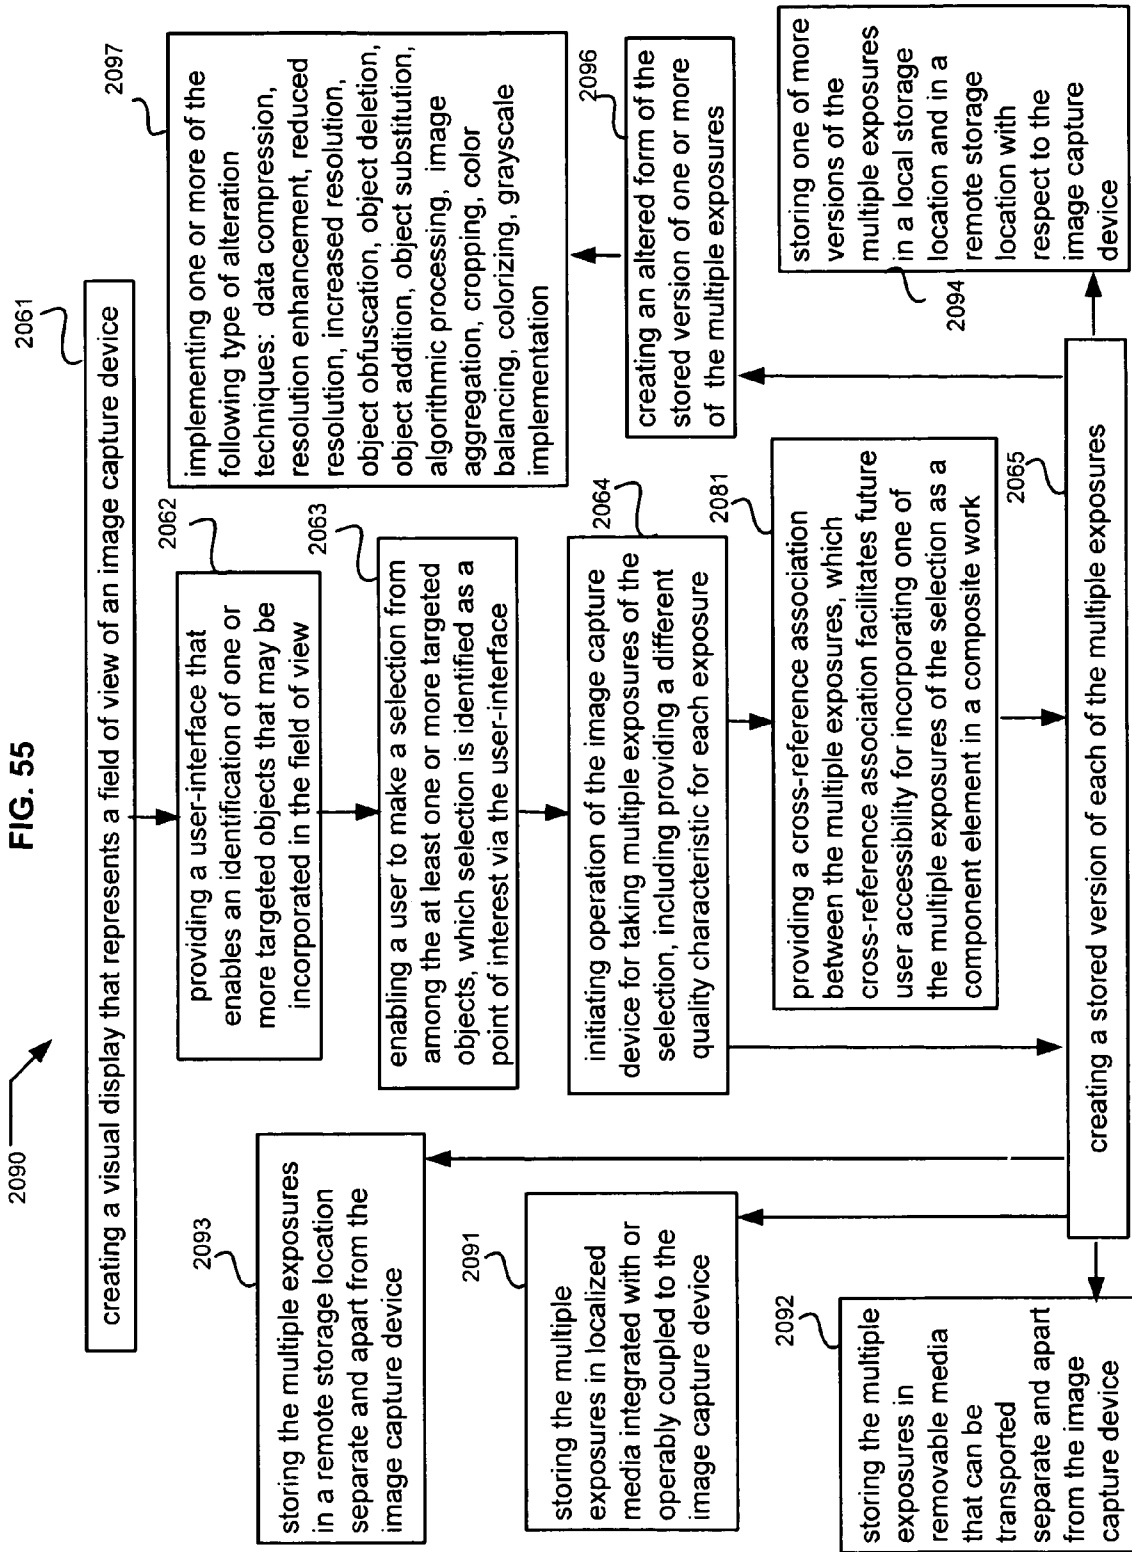 FIG. 55
2090
2061
creating a visual display that represents a field of view of an image capture device
2062
providing a user-interface that
enables an identification of one or
more targeted objects that may be
incorporated in the field of view
2063
enabling a user to make a selection from
among the at least one or more targeted
objects, which selection is identified as a
point of interest via the user-interface
2064
initiating operation of the image capture
device for taking multiple exposures of the
selection, including providing a different
quality characteristic for each exposure
2081
providing a cross-reference association
between the multiple exposures, which
cross-reference association facilitates future
user accessibility for incorporating one of
the multiple exposures of the selection as a
component element in a composite work
2065
creating a stored version of each of the multiple exposures
2093
storing the multiple exposures
in a remote storage location
separate and apart from the
image capture device
2091
storing the multiple
exposures in localized
media integrated with or
operably coupled to the
image capture device
2092
storing the multiple
exposures in
removable media
that can be
transported
separate and apart
from the image
capture device
2097
implementing one or more of the
following type of alteration
techniques: data compression,
resolution enhancement, reduced
resolution, increased resolution,
object obfuscation, object deletion,
object addition, object substitution,
algorithmic processing, image
aggregation, cropping, color
balancing, colorizing, grayscale
implementation
2096
creating an altered form of the
stored version of one or more
of the multiple exposures
2094
storing one of more
versions of the
multiple exposures
in a local storage
location and in a
remote storage
location with
respect to the
image capture
device